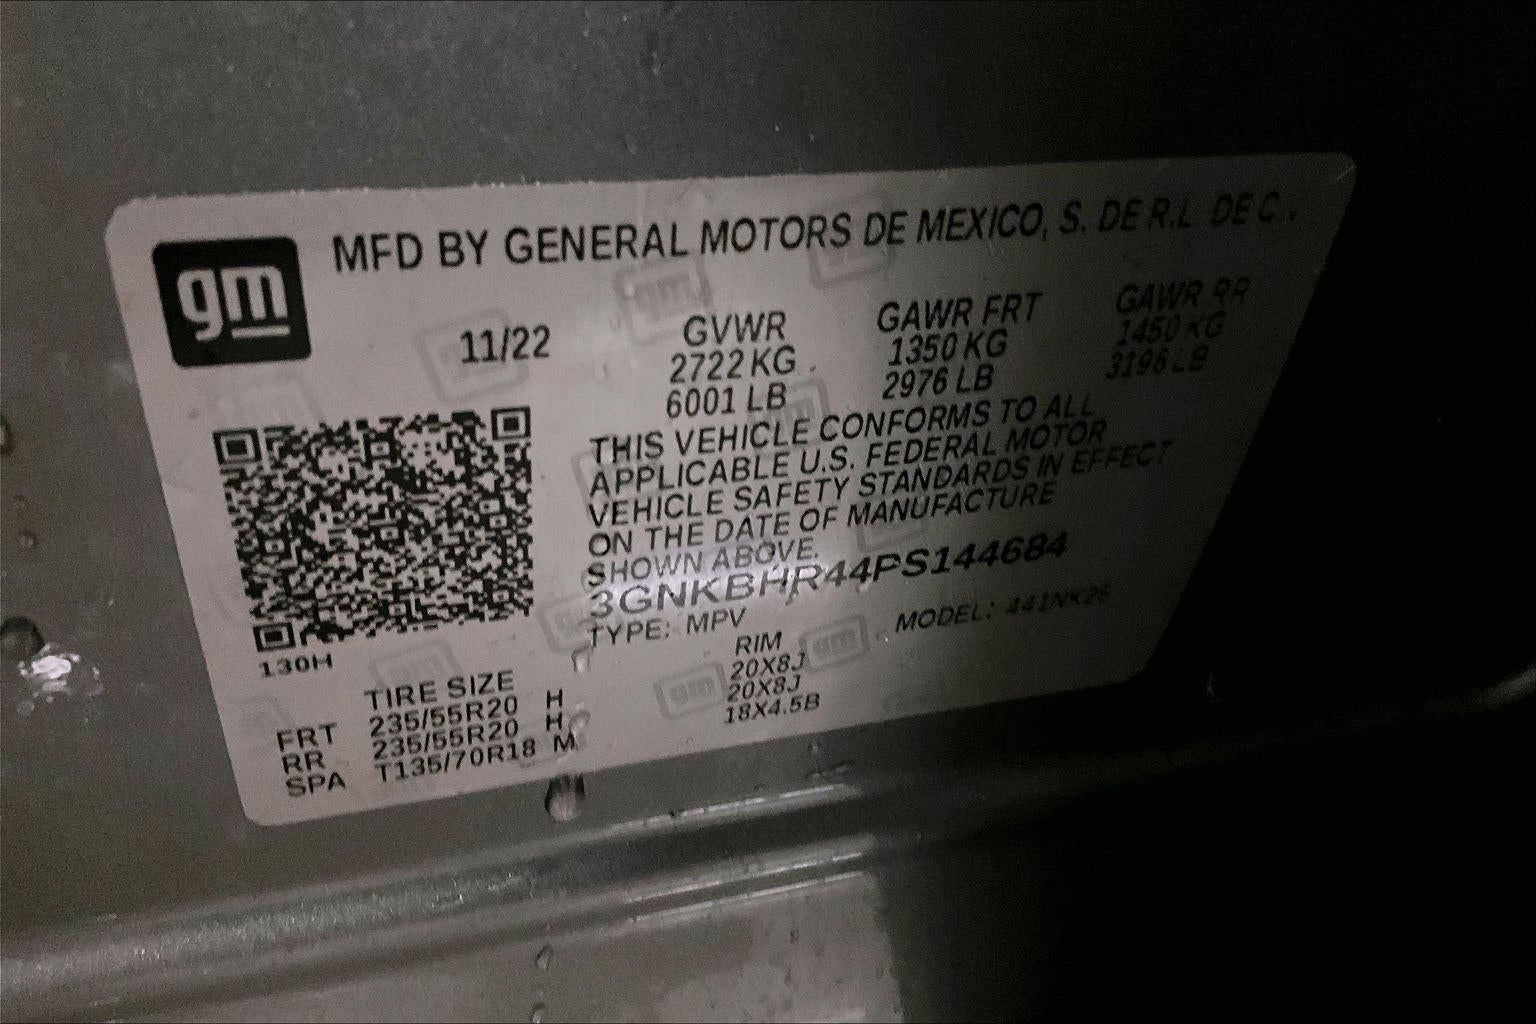 gm
MFD BY GENERAL MOTORS DE MEXICO, S. DE R.L. DE C.
11/22
GVWR GAWR FRT GAWR RR
2722 KG 1350 KG 1450 KG
6001 LB 2976 LB 3196 LB
THIS VEHICLE CONFORMS TO ALL
APPLICABLE U.S. FEDERAL MOTOR
VEHICLE SAFETY STANDARDS IN EFFECT
ON THE DATE OF MANUFACTURE
SHOWN ABOVE.
3GNKBHR44PS144684
TYPE: MPV MODEL: 441NK26
130H
TIRE SIZE RIM
FRT 235/55R20 H 20X8J
RR 235/55R20 H 20X8J
SPA T135/70R18 M 18X4.5B